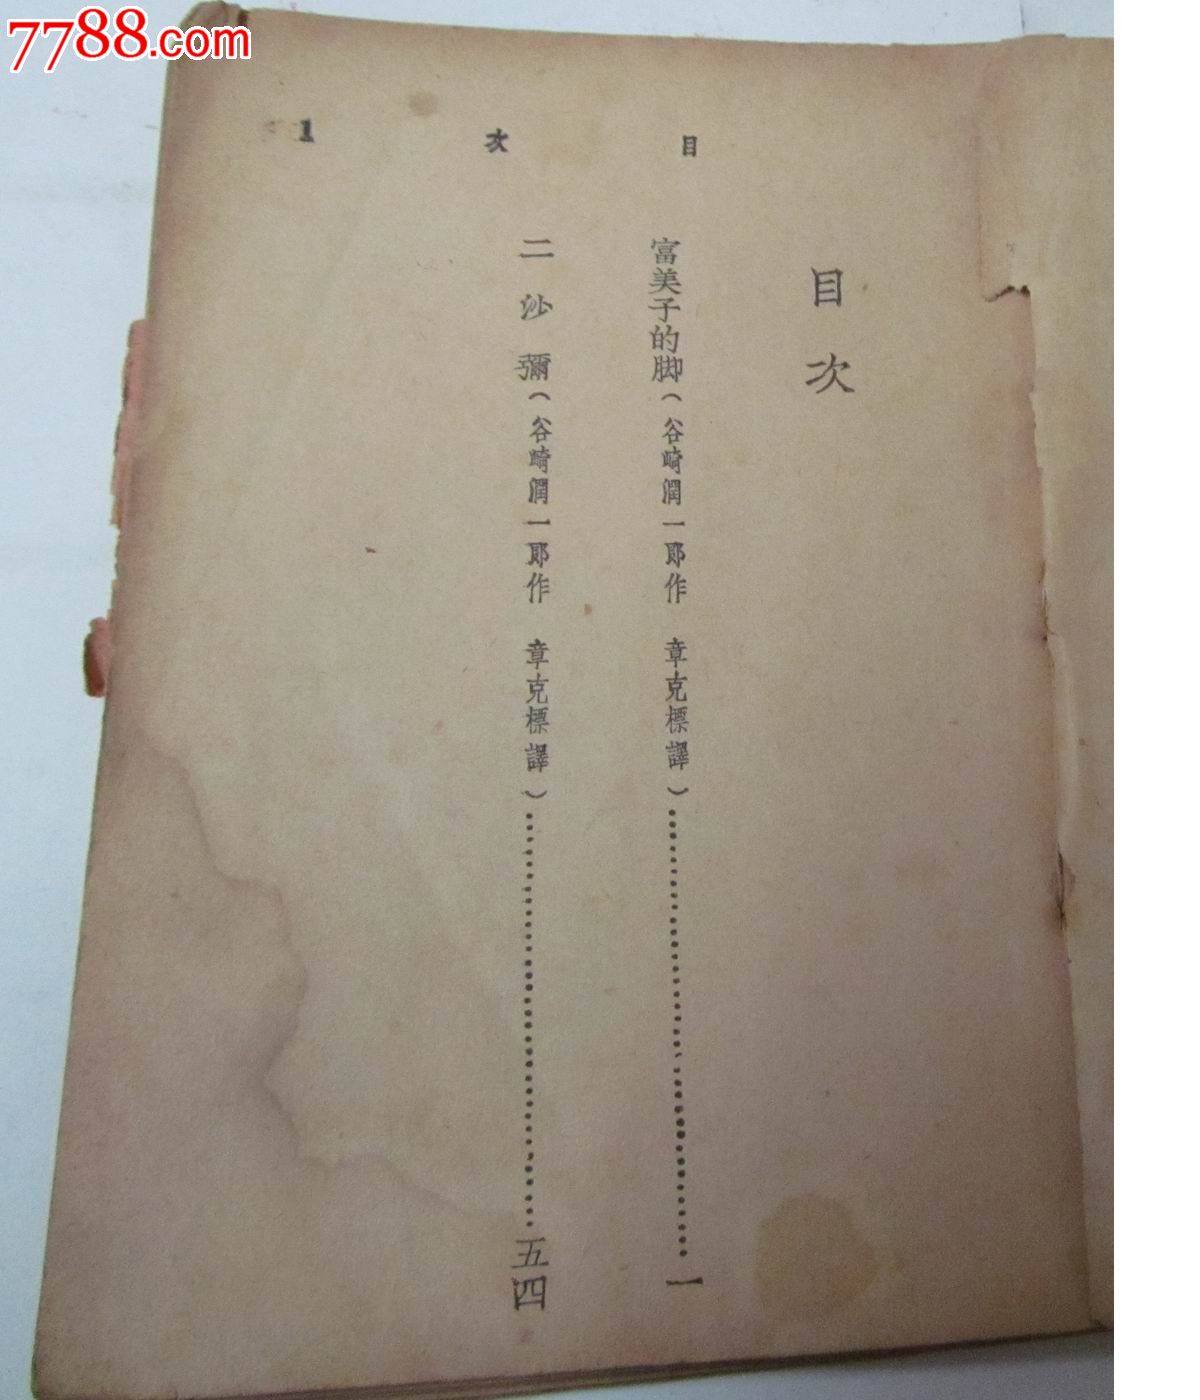 7788.com
目次 1
目次
富美子的脚（谷崎潤一郎作 章克標譯）…………一
二沙彌（谷崎潤一郎作 章克標譯）…………五四